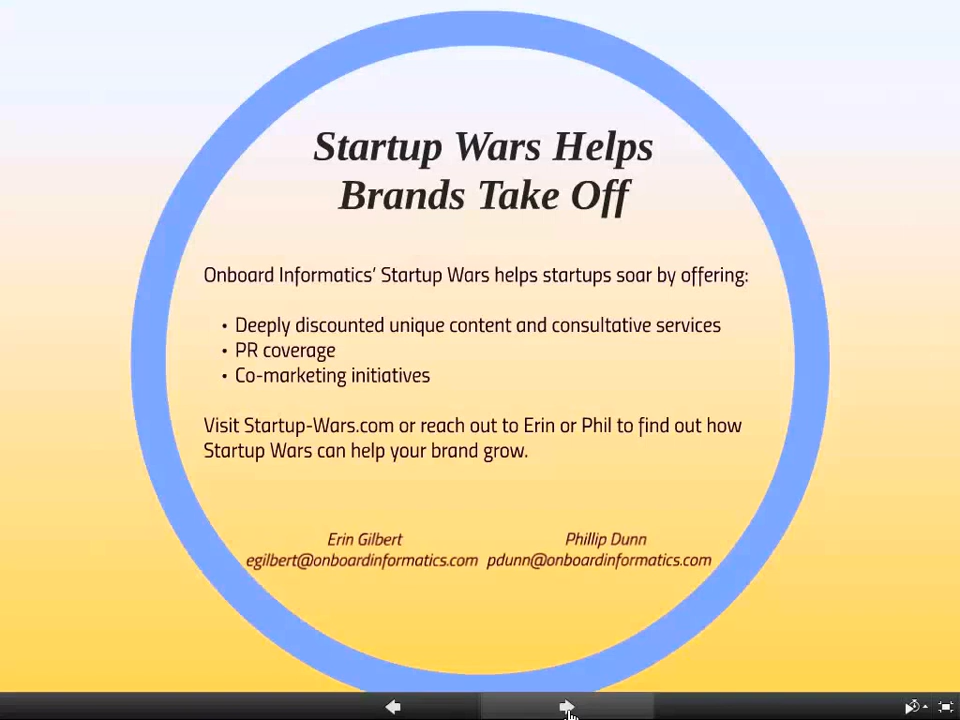 Startup Wars Helps
Brands Take Off
Onboard Informatics' Startup Wars helps startups soar by offering:
• Deeply discounted unique content and consultative services
• PR coverage
• Co-marketing initiatives
Visit Startup-Wars.com or reach out to Erin or Phil to find out how
Startup Wars can help your brand grow.
Erin Gilbert
egilbert@onboardinformatics.com
Phillip Dunn
pdunn@onboardinformatics.com